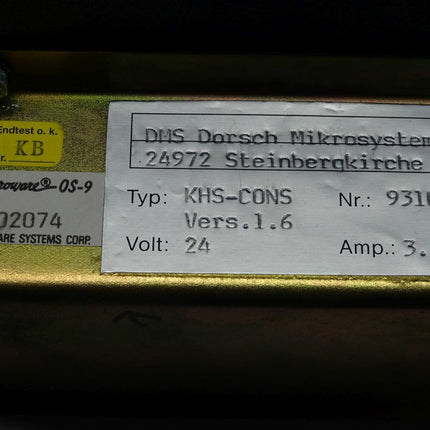 Endtest o. k.
KB
OS-9
02074
ARE SYSTEMS CORP.
DMS Dorsch Mikrosystem
24972 Steinbergkirche
Typ: KHS-CONS Nr.: 931
Vers.1.6
Volt: 24 Amp.: 3.